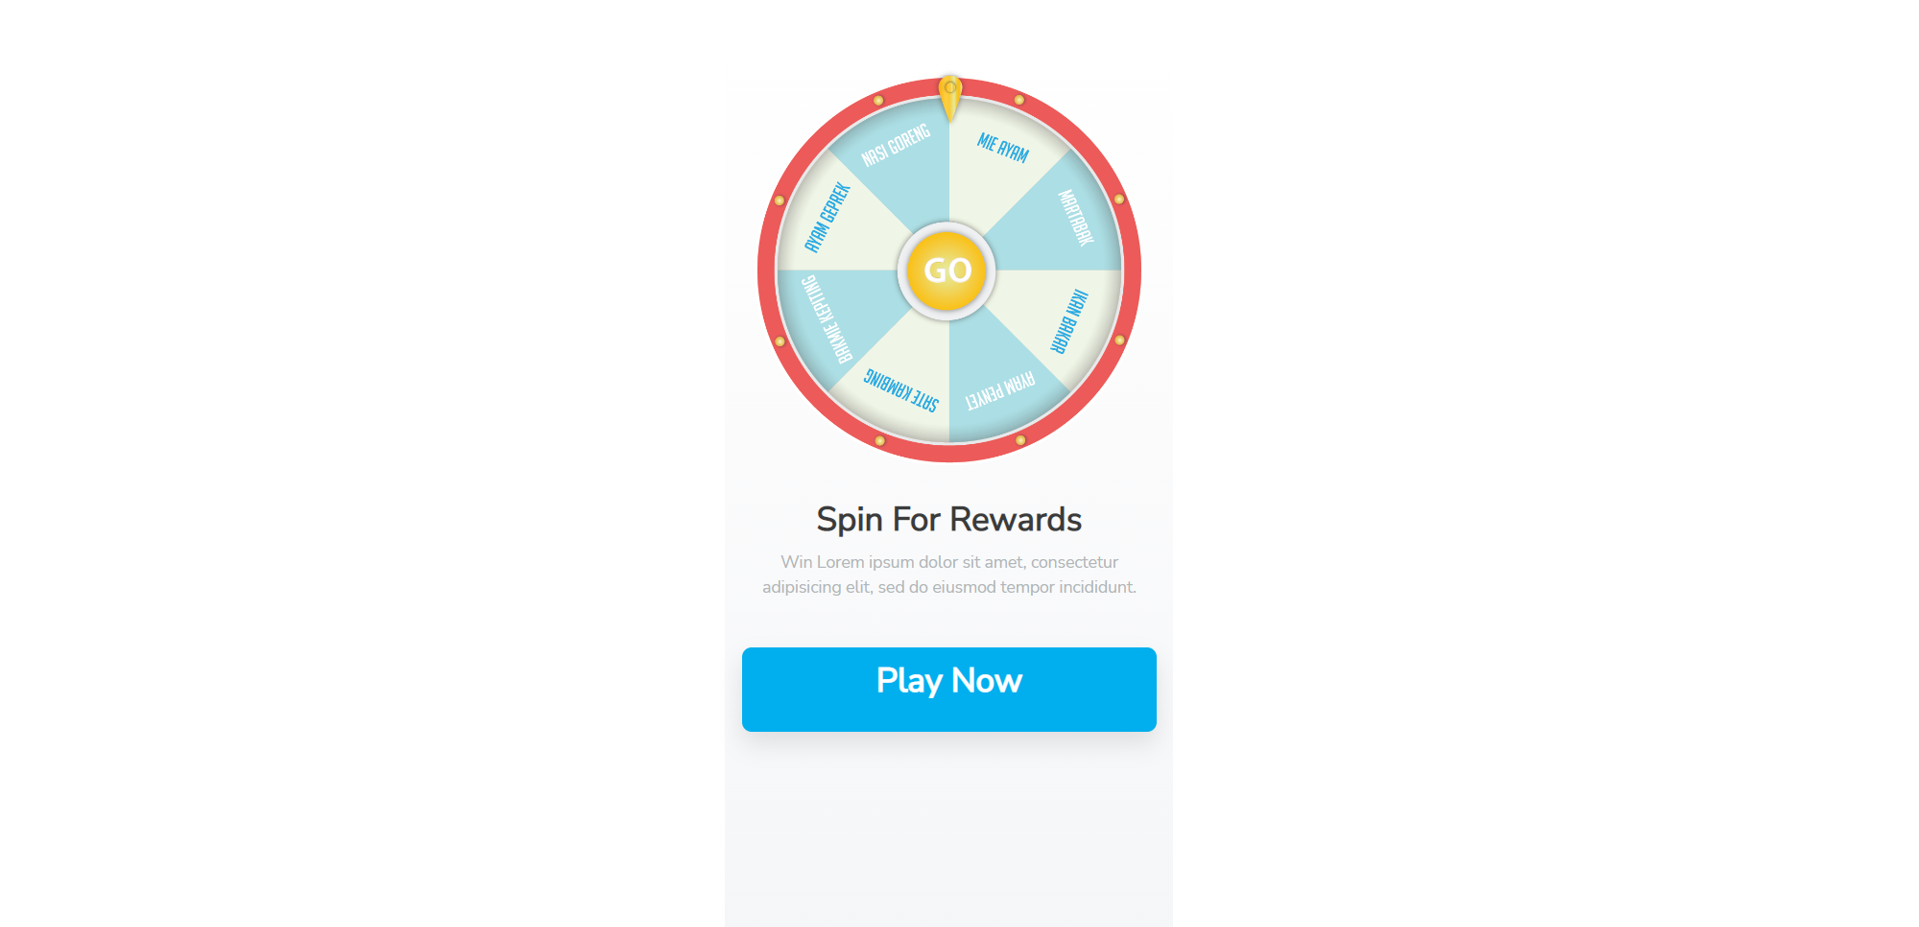 NASI GORENG
MIE AYAM
MARTABAK
IKAN BAKAR
AYAM PENYET
SATE KAMBING
BAKMIE KEPITING
AYAM GEPREK
GO
Spin For Rewards
Win Lorem ipsum dolor sit amet, consectetur
adipisicing elit, sed do eiusmod tempor incididunt.
Play Now